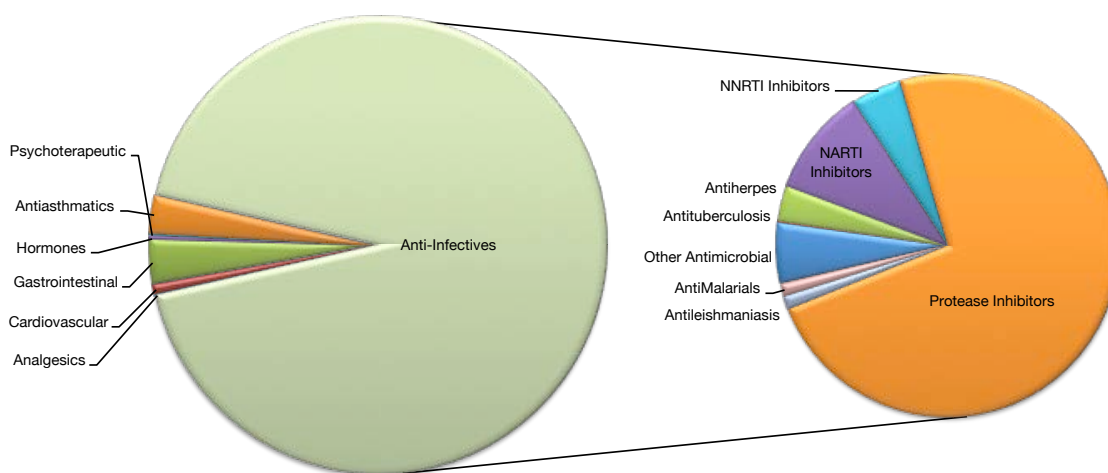 Psychoterapeutic
Antiasthmatics
Hormones
Gastrointestinal
Cardiovascular
Analgesics
Anti-Infectives
NNRTI Inhibitors
NARTI
Inhibitors
Antiherpes
Antituberculosis
Other Antimicrobial
AntiMalarials
Antileishmaniasis
Protease Inhibitors